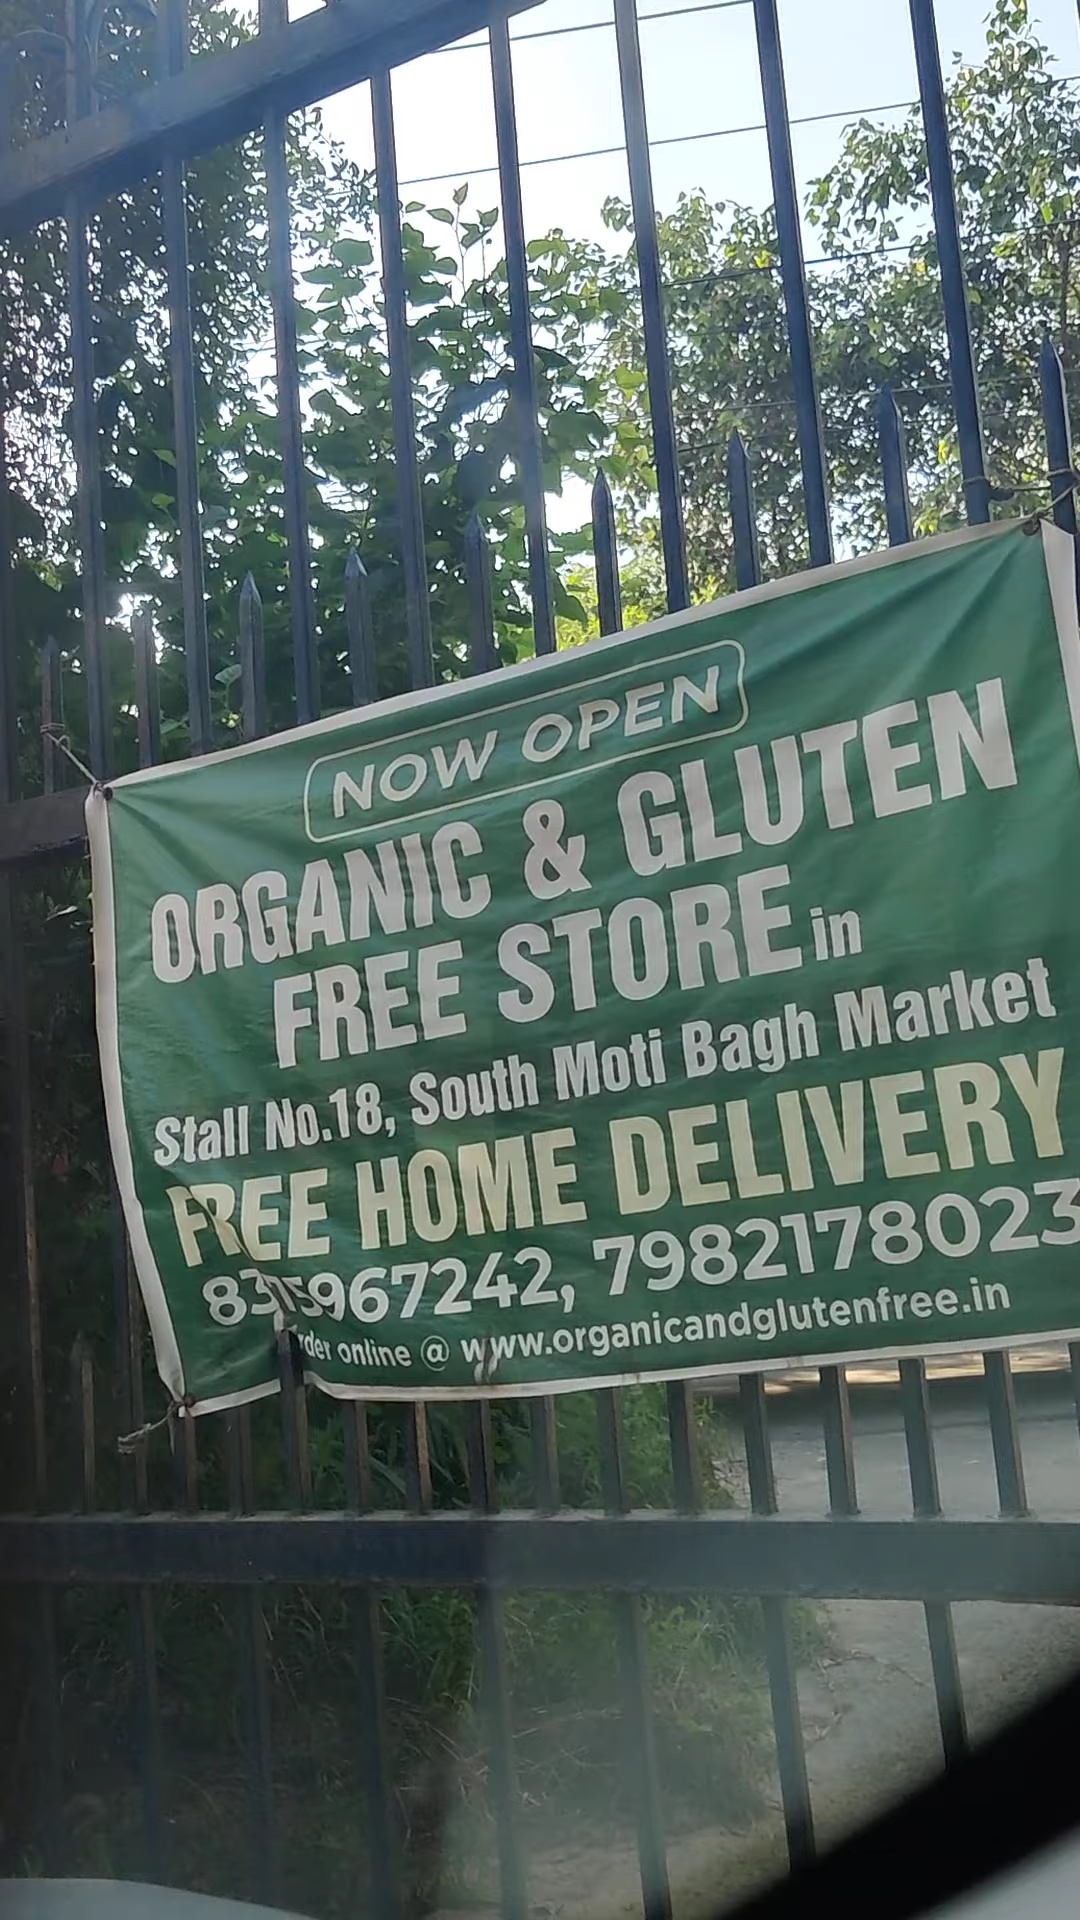 NOW OPEN
ORGANIC & GLUTEN
FREE STORE in
Stall No.18, South Moti Bagh Market
FREE HOME DELIVERY
8375967242, 7982178023
online @ www.organicandglutenfree.in